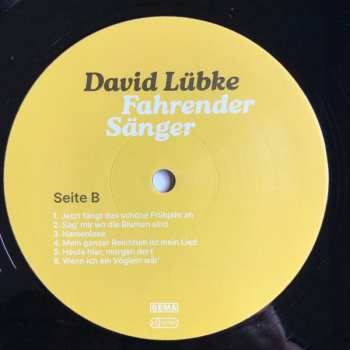 David Lübke
Fahrender
Sänger
Seite B
1. Jetzt fängt das schöne Frühjahr an
2. Sag' mir wo die Blumen sind
3. Namenlose
4. Mein ganzer Reichtum ist mein Lied
5. Heute hier, morgen dort
6. Wenn ich ein Vöglein wär'
GEMA